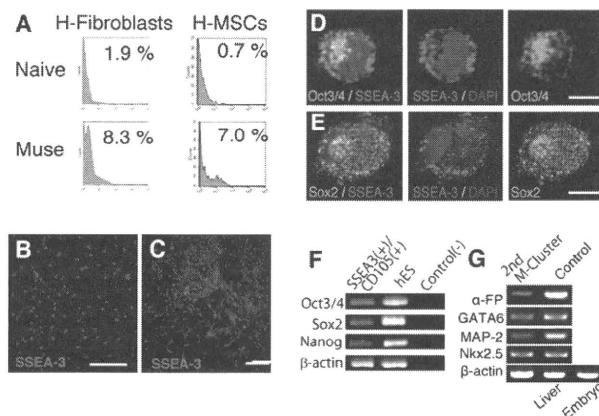 A
H-Fibroblasts
H-MSCs
Naive
1.9 %
0.7 %
Muse
8.3 %
7.0 %
B
SSEA-3
C
SSEA-3
D
Oct3/4 / SSEA-3
SSEA-3 / DAPI
Oct3/4
E
Sox2 / SSEA-3
SSEA-3 / DAPI
Sox2
F
SSEA3(+)/
CD105(+)
hES
Control(-)
Oct3/4
Sox2
Nanog
β-actin
G
2nd
M-Cluster
Control
α-FP
GATA6
MAP-2
Nkx2.5
β-actin
Liver
Embryo